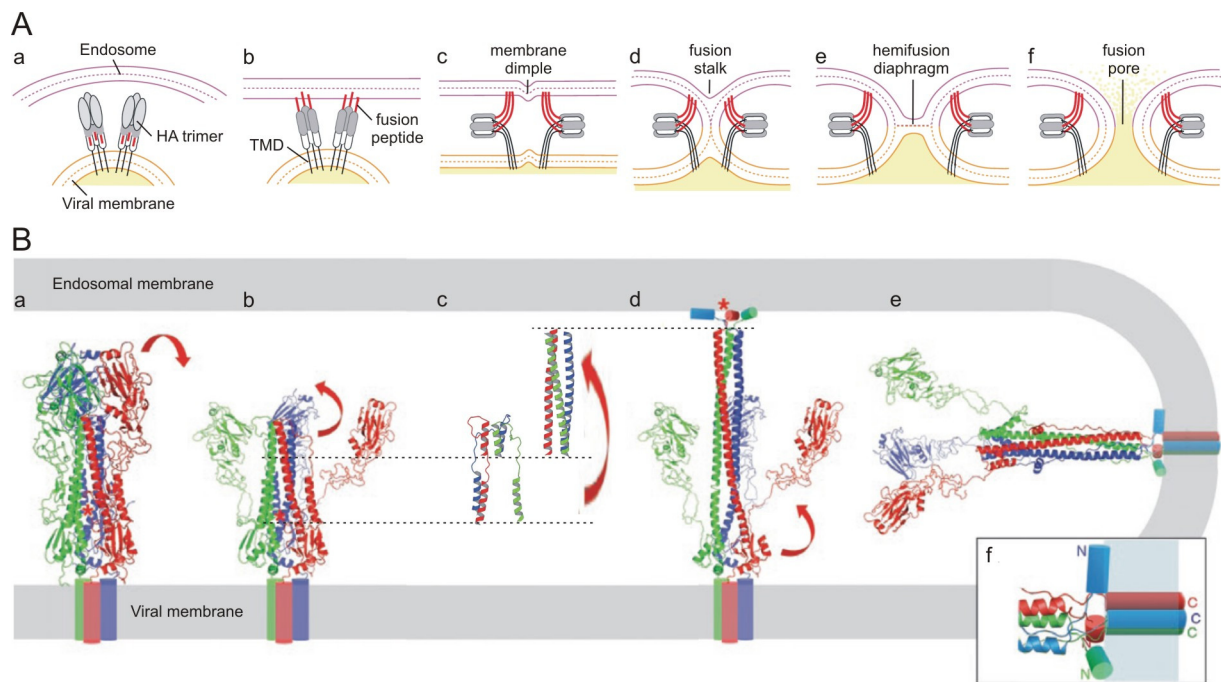 A
a
Endosome
HA trimer
Viral membrane
b
fusion
peptide
TMD
c
membrane
dimple
d
fusion
stalk
e
hemifusion
diaphragm
f
fusion
pore
B
Endosomal membrane
a
b
c
d
*
e
*
*
Viral membrane
f
N
C
C
C
N